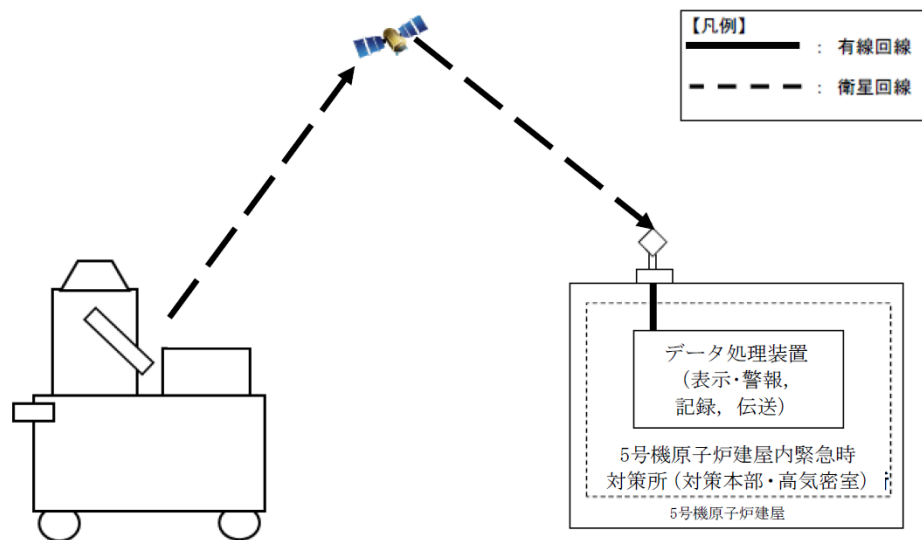 【凡例】
： 有線回線
： 衛星回線
データ処理装置
（表示・警報，
記録，伝送）
5号機原子炉建屋内緊急時
対策所（対策本部・高気密室）
5号機原子炉建屋